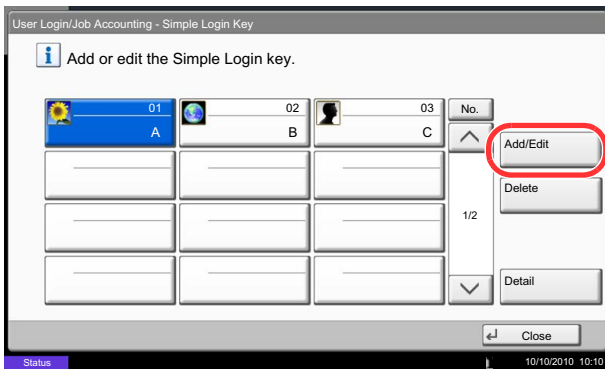 User Login/Job Accounting - Simple Login Key
Add or edit the Simple Login key.
01 02 03 No.
A B C
Add/Edit
Delete
1/2
Detail
Close
Status 10/10/2010 10:10